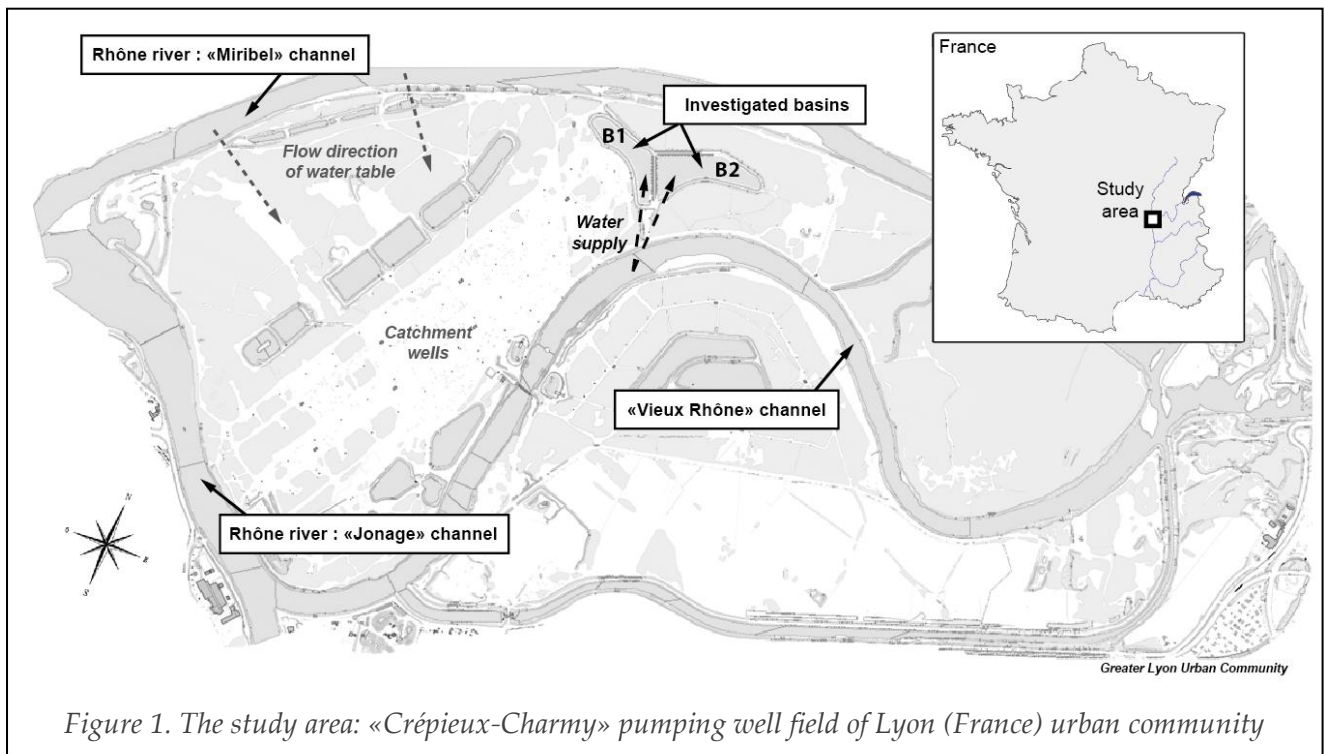 Rhône river : «Miribel» channel
France
Investigated basins
B1
B2
Flow direction
of water table
Study
area
Water
supply
Catchment
wells
«Vieux Rhône» channel
Rhône river : «Jonage» channel
N
O
E
S
Greater Lyon Urban Community
Figure 1. The study area: «Crépieux-Charmy» pumping well field of Lyon (France) urban community